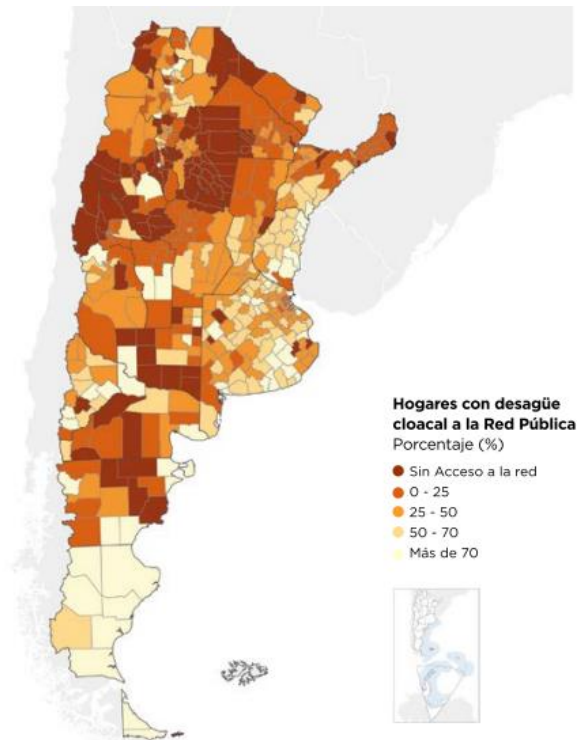 Hogares con desagüe
cloacal a la Red Pública
Porcentaje (%)
Sin Acceso a la red
0 - 25
25 - 50
50 - 70
Más de 70